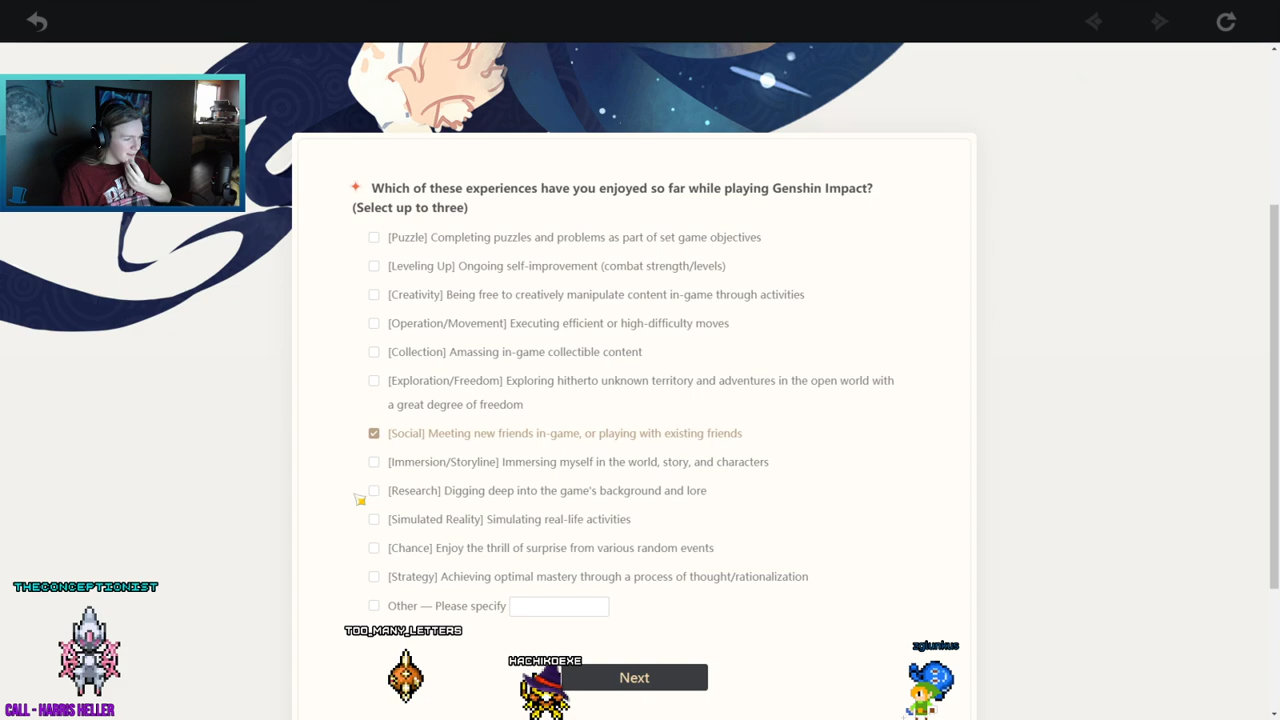 Which of these experiences have you enjoyed so far while playing Genshin Impact?
(Select up to three)
[Puzzle] Completing puzzles and problems as part of set game objectives
[Leveling Up] Ongoing self-improvement (combat strength/levels)
[Creativity] Being free to creatively manipulate content in-game through activities
[Operation/Movement] Executing efficient or high-difficulty moves
[Collection] Amassing in-game collectible content
[Exploration/Freedom] Exploring hitherto unknown territory and adventures in the open world with
a great degree of freedom
[Social] Meeting new friends in-game, or playing with existing friends
[Immersion/Storyline] Immersing myself in the world, story, and characters
[Research] Digging deep into the game's background and lore
[Simulated Reality] Simulating real-life activities
[Chance] Enjoy the thrill of surprise from various random events
[Strategy] Achieving optimal mastery through a process of thought/rationalization
Other — Please specify
THECONCEPTIONIST
TOO_MANY_LETTERS
HACHIKOEXE
zgiunkus
Next
CALL - HARRIS HELLER